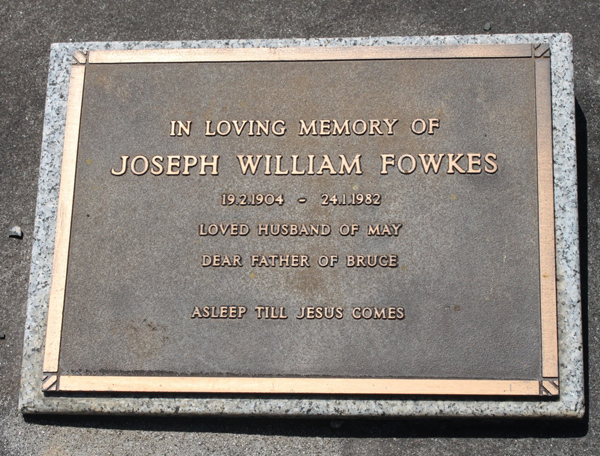 IN LOVING MEMORY OF
JOSEPH WILLIAM FOWKES
19.2.1904 - 24.1.1982
LOVED HUSBAND OF MAY
DEAR FATHER OF BRUCE
ASLEEP TILL JESUS COMES